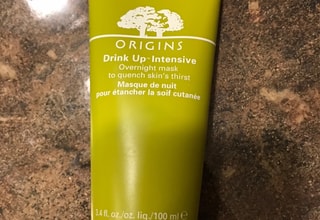 ORIGINS
Drink Up-Intensive
Overnight mask
to quench skin's thirst
Masque de nuit
pour étancher la soif cutanée
3.4 fl.oz./oz. liq./100 ml e